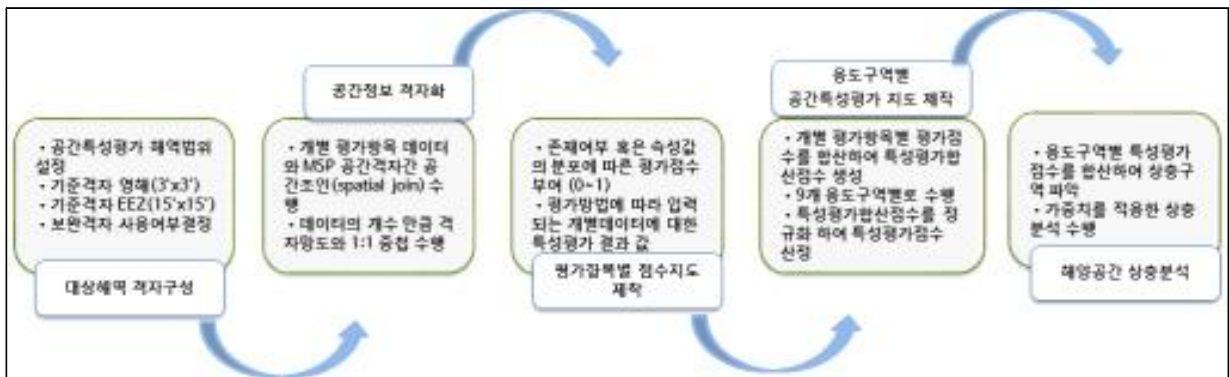 • 공간특성평가 해역범위
설정
• 기준격자 영해(3'x3')
• 기준격자 EEZ(15'x15')
• 보완격자 사용여부결정
대상해역 격자구성
공간정보 격자화
• 개별 평가항목 데이터
와 MSP 공간격자간 공
간조인(spatial join) 수
행
• 데이터의 개수 만큼 격
자망도와 1:1 중첩 수행
• 존재여부 혹은 속성값
의 분포에 따른 평가점수
부여 (0~1)
• 평가방법에 따라 입력
되는 개별데이터에 대한
특성평가 결과 값
평가항목별 점수지도
제작
용도구역별
공간특성평가 지도 제작
• 개별 평가항목별 평가점
수를 합산하여 특성평가합
산점수 생성
• 9개 용도구역별로 수행
• 특성평가합산점수를 정
규화 하여 특성평가점수
산정
• 용도구역별 특성평가
점수를 합산하여 상충구
역 파악
• 가중치를 적용한 상충
분석 수행
해양공간 상충분석